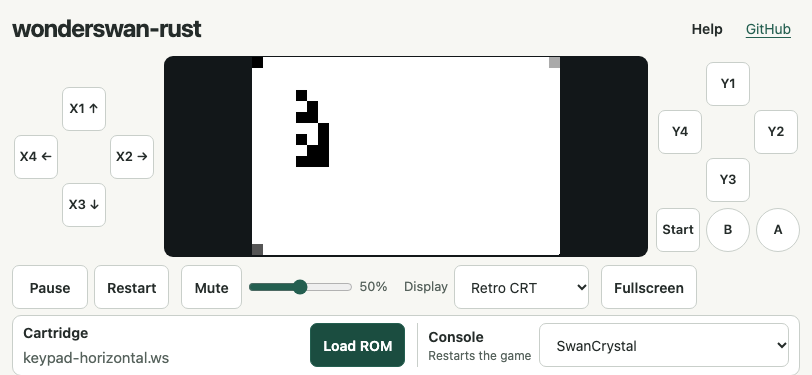 wonderswan-rust
Help
GitHub
X1 ↑
X4 ←
X2 →
X3 ↓
Y1
Y4
Y2
Y3
Start
B
A
Pause
Restart
Mute
50%
Display
Retro CRT
Fullscreen
Cartridge
keypad-horizontal.ws
Load ROM
Console
Restarts the game
SwanCrystal